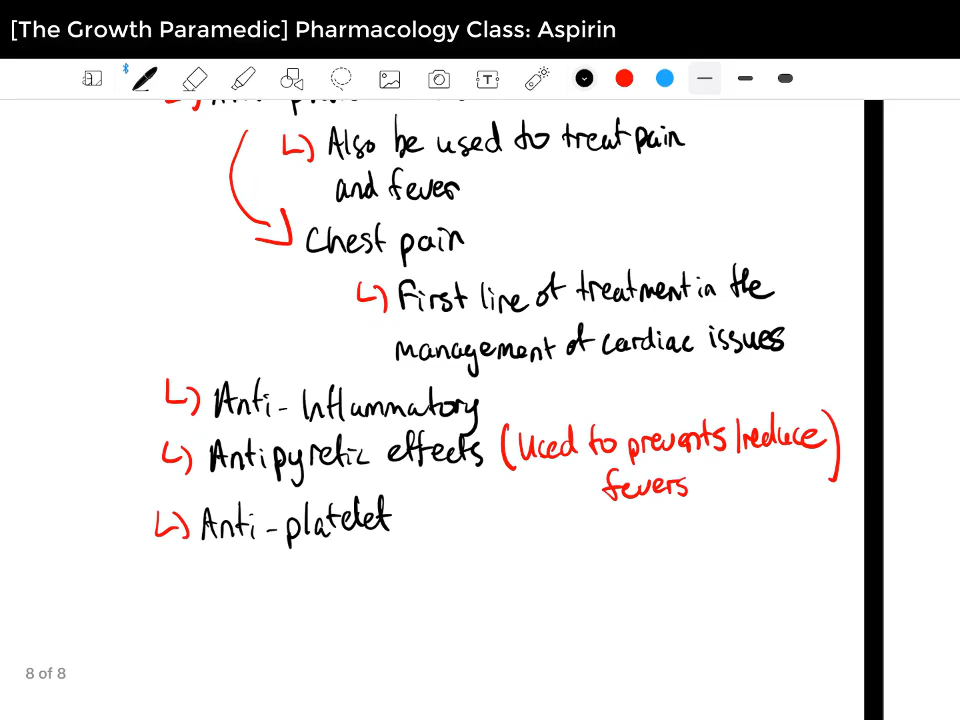 [The Growth Paramedic] Pharmacology Class: Aspirin
Also be used to treat pain
and fever
Chest pain
First line of treatment in the
management of cardiac issues
Anti-Inflammatory
Antipyretic effects (Used to prevents/reduce
fevers)
Anti-platelet
8 of 8